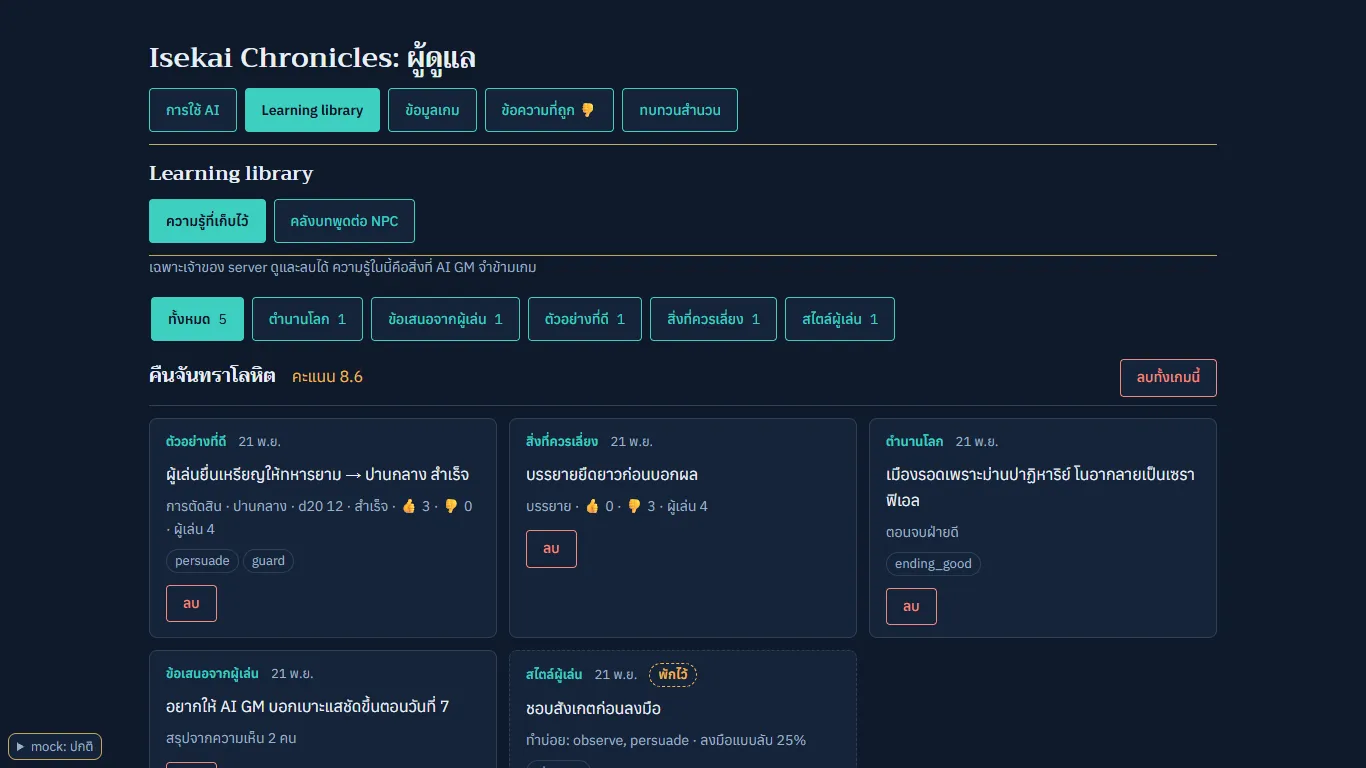 Isekai Chronicles: ผู้ดูแล
การใช้ AI
Learning library
ข้อมูลเกม
ข้อความที่ถูก 👎
ทบทวนสำนวน
Learning library
ความรู้ที่เก็บไว้
คลังบทพูดต่อ NPC
เฉพาะเจ้าของ server ดูและลบได้ ความรู้ในนี้คือสิ่งที่ AI GM จำข้ามเกม
ทั้งหมด 5
ตำนานโลก 1
ข้อเสนอจากผู้เล่น 1
ตัวอย่างที่ดี 1
สิ่งที่ควรเลี่ยง 1
สไตล์ผู้เล่น 1
คืนจันทราโลหิต คะแนน 8.6
ลบทั้งเกมนี้
ตัวอย่างที่ดี 21 พ.ย.
ผู้เล่นยื่นเหรียญให้ทหารยาม → ปานกลาง สำเร็จ
การตัดสิน · ปานกลาง · d20 12 · สำเร็จ · 👍 3 · 👎 0
· ผู้เล่น 4
persuade guard
ลบ
สิ่งที่ควรเลี่ยง 21 พ.ย.
บรรยายยืดยาวก่อนบอกผล
บรรยาย · 👍 0 · 👎 3 · ผู้เล่น 4
ลบ
ตำนานโลก 21 พ.ย.
เมืองรอดเพราะม่านปาฏิหาริย์ โนอากลายเป็นเซรา
ฟิเอล
ตอนจบฝ่ายดี
ending_good
ลบ
ข้อเสนอจากผู้เล่น 21 พ.ย.
อยากให้ AI GM บอกเบาะแสชัดขึ้นตอนวันที่ 7
สรุปจากความเห็น 2 คน
สไตล์ผู้เล่น 21 พ.ย. พักไว้
ชอบสังเกตก่อนลงมือ
ทำบ่อย: observe, persuade · ลงมือแบบลับ 25%
▶ mock: ปกติ